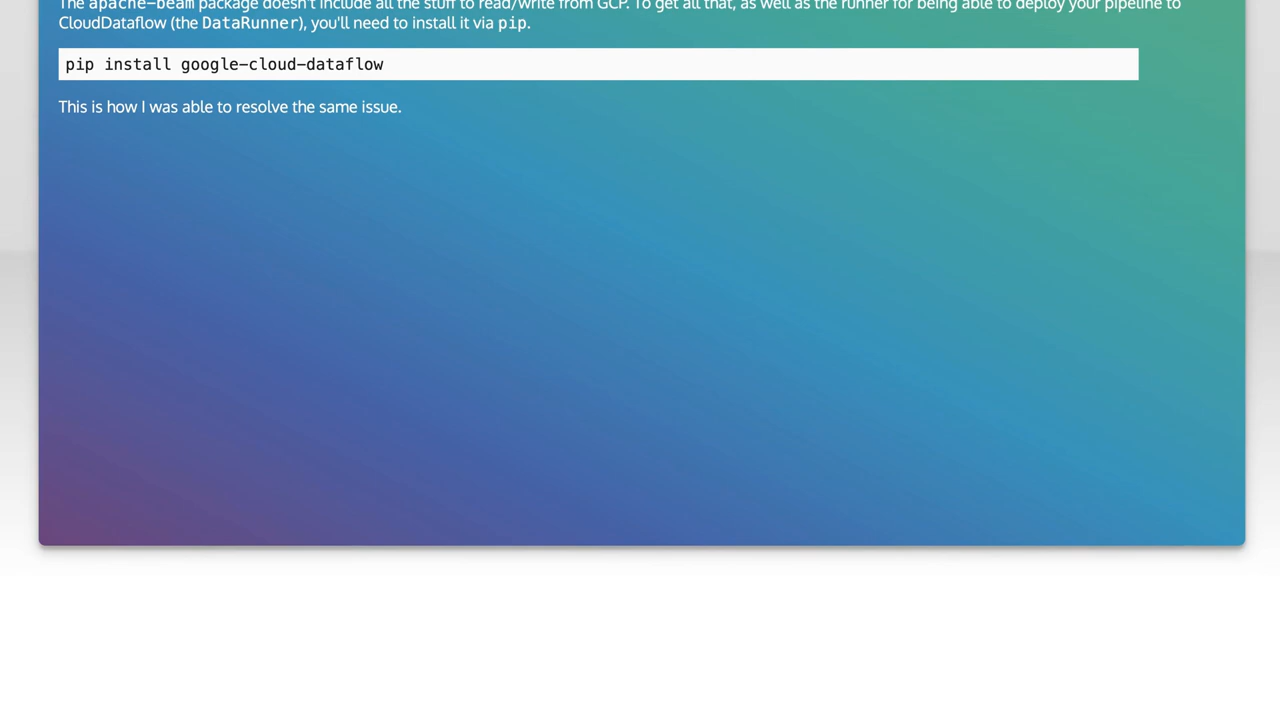 The apache-beam package doesn't include all the stuff to read/write from GCP. To get all that, as well as the runner for being able to deploy your pipeline to
CloudDataflow (the DataRunner), you'll need to install it via pip.
pip install google-cloud-dataflow
This is how I was able to resolve the same issue.